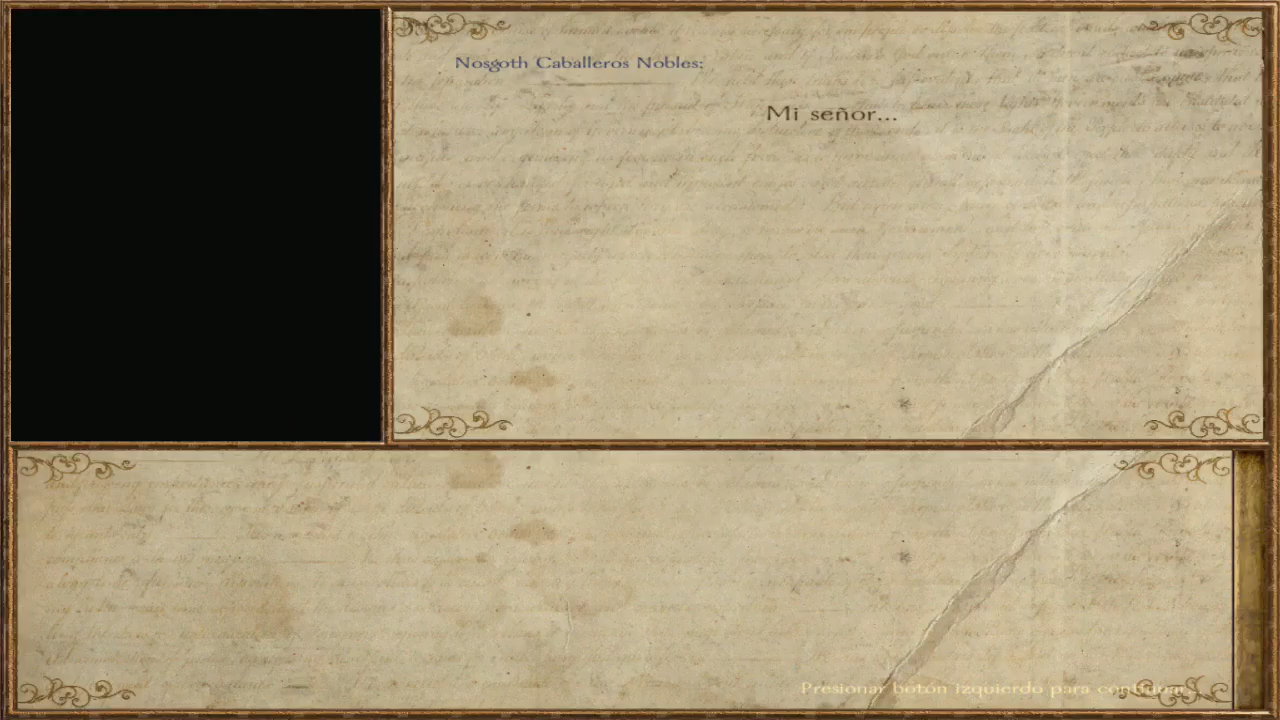 Nosgoth Caballeros Nobles:
Mi señor...
Presionar botón izquierdo para continuar